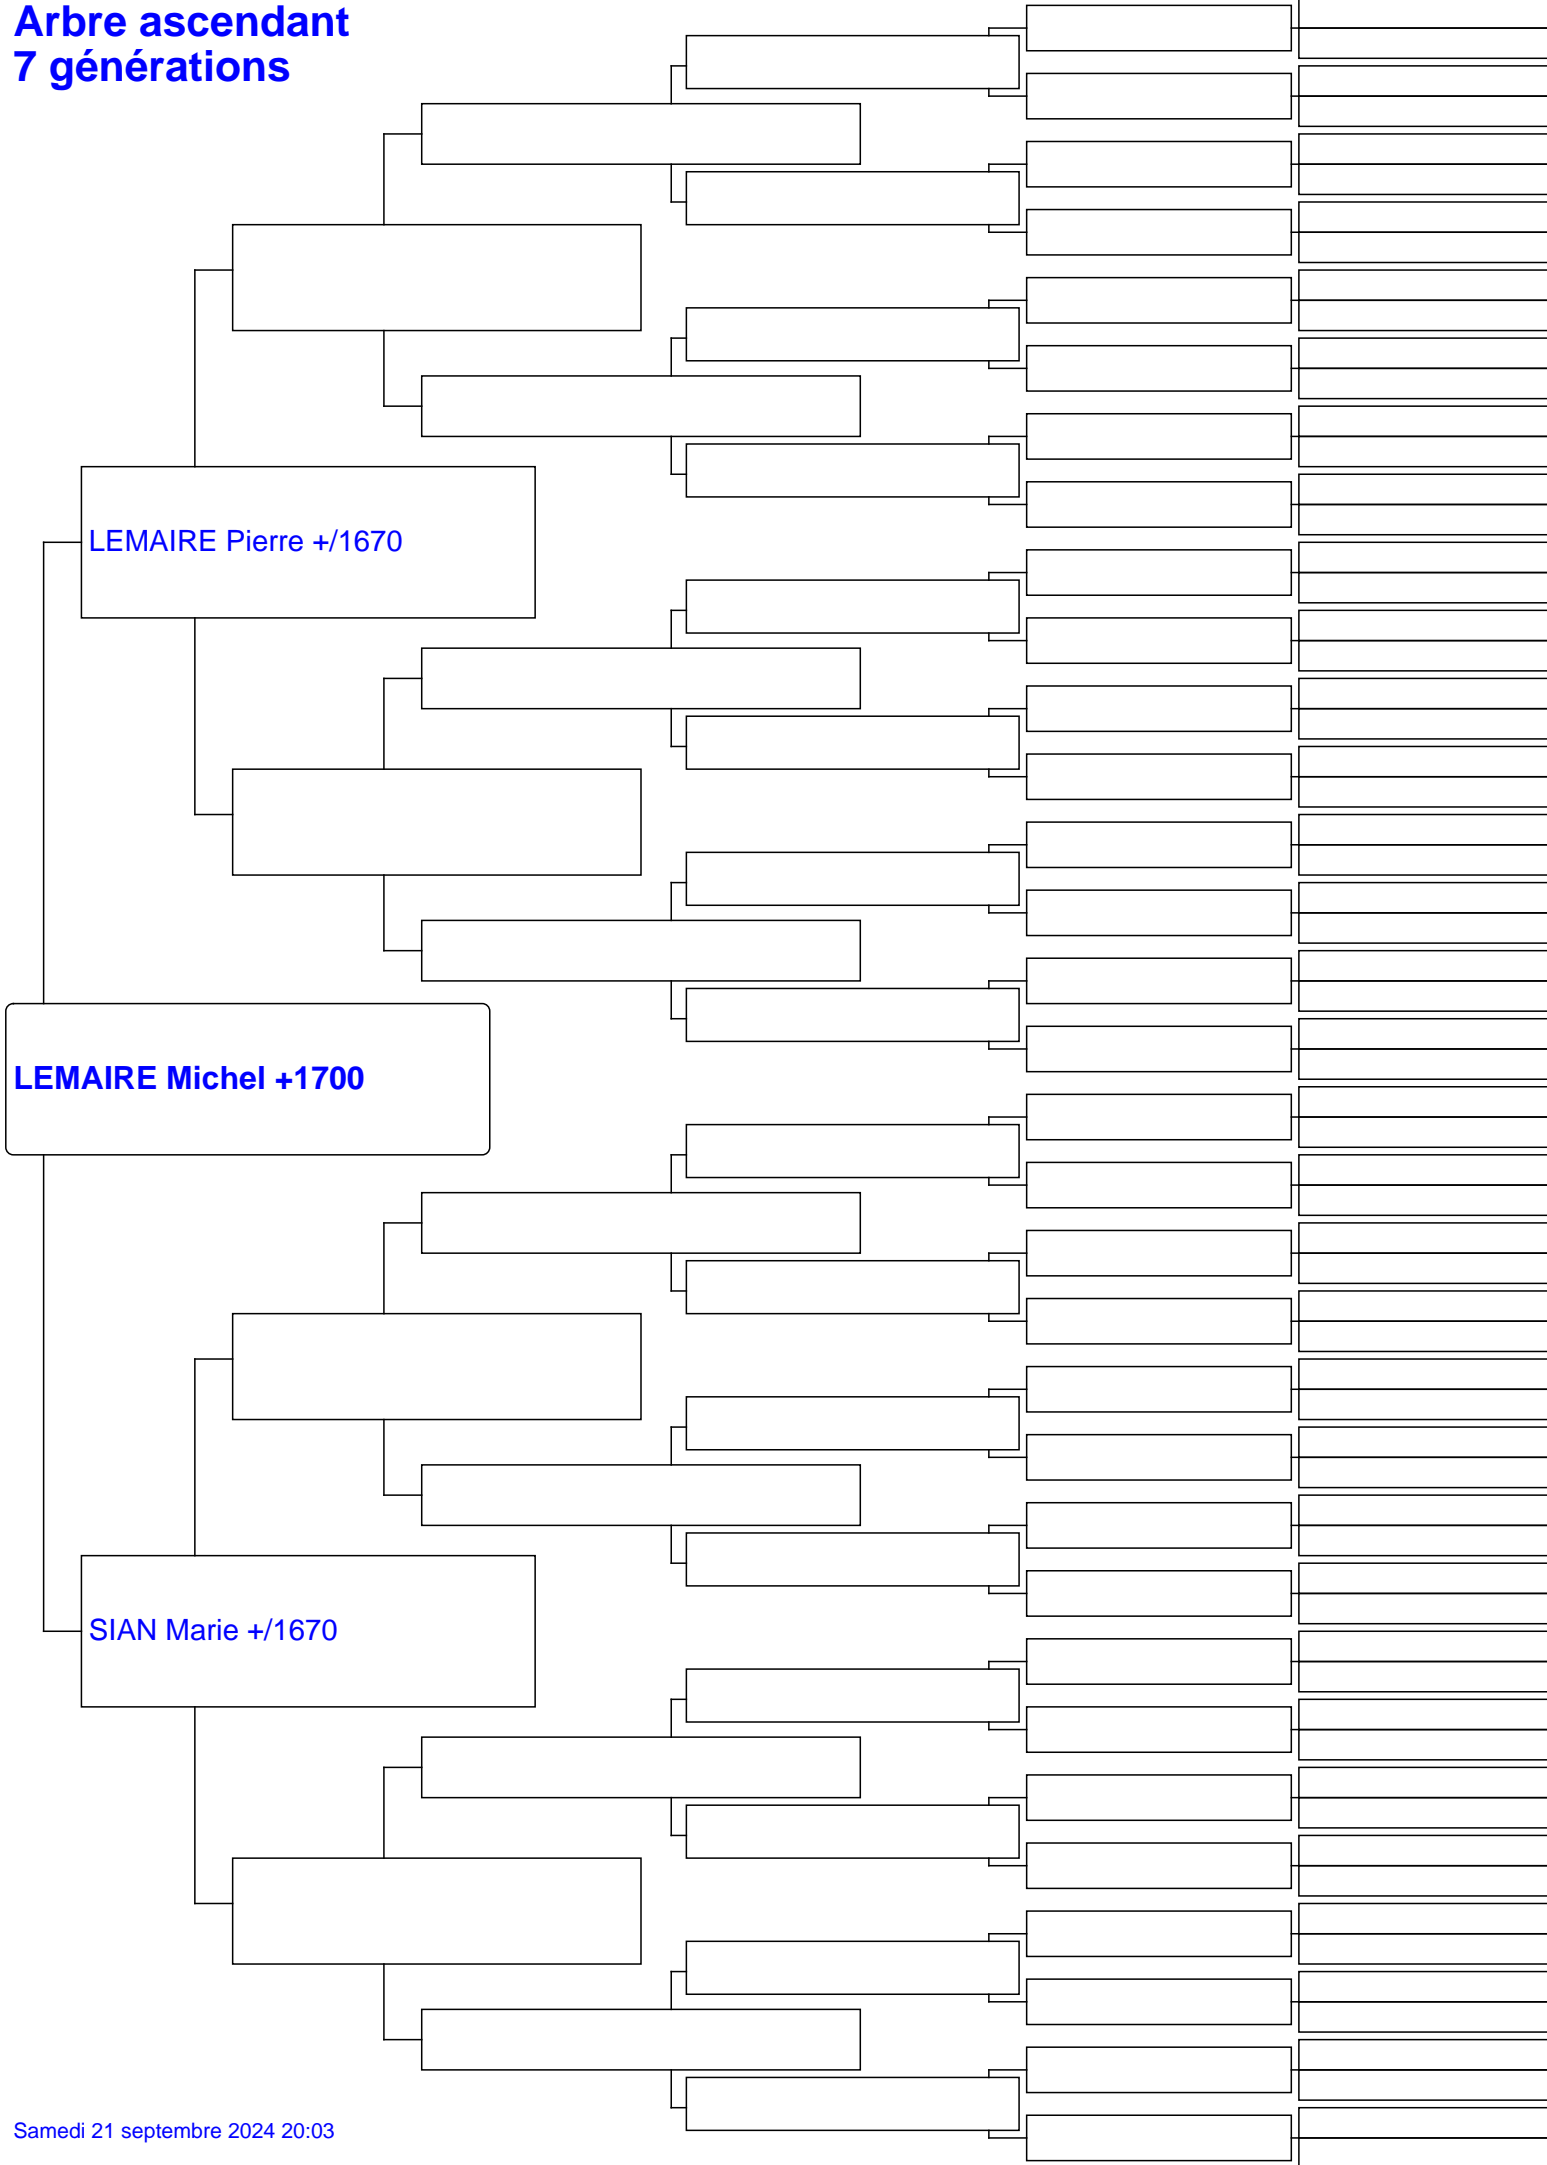 Arbre ascendant
7 générations
LEMAIRE Pierre +/1670
LEMAIRE Michel +1700
SIAN Marie +/1670
Samedi 21 septembre 2024 20:03